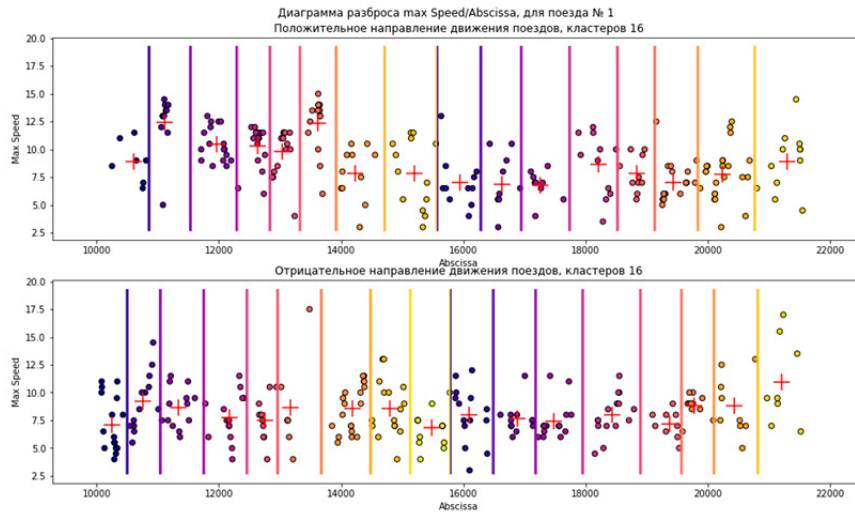 Диаграмма разброса max Speed/Abscissa, для поезда № 1
Положительное направление движения поездов, кластеров 16
20.0
17.5
15.0
12.5
10.0
7.5
5.0
2.5
Max Speed
10000 12000 14000 16000 18000 20000 22000
Abscissa
Отрицательное направление движения поездов, кластеров 16
20.0
17.5
15.0
12.5
10.0
7.5
5.0
2.5
Max Speed
10000 12000 14000 16000 18000 20000 22000
Abscissa